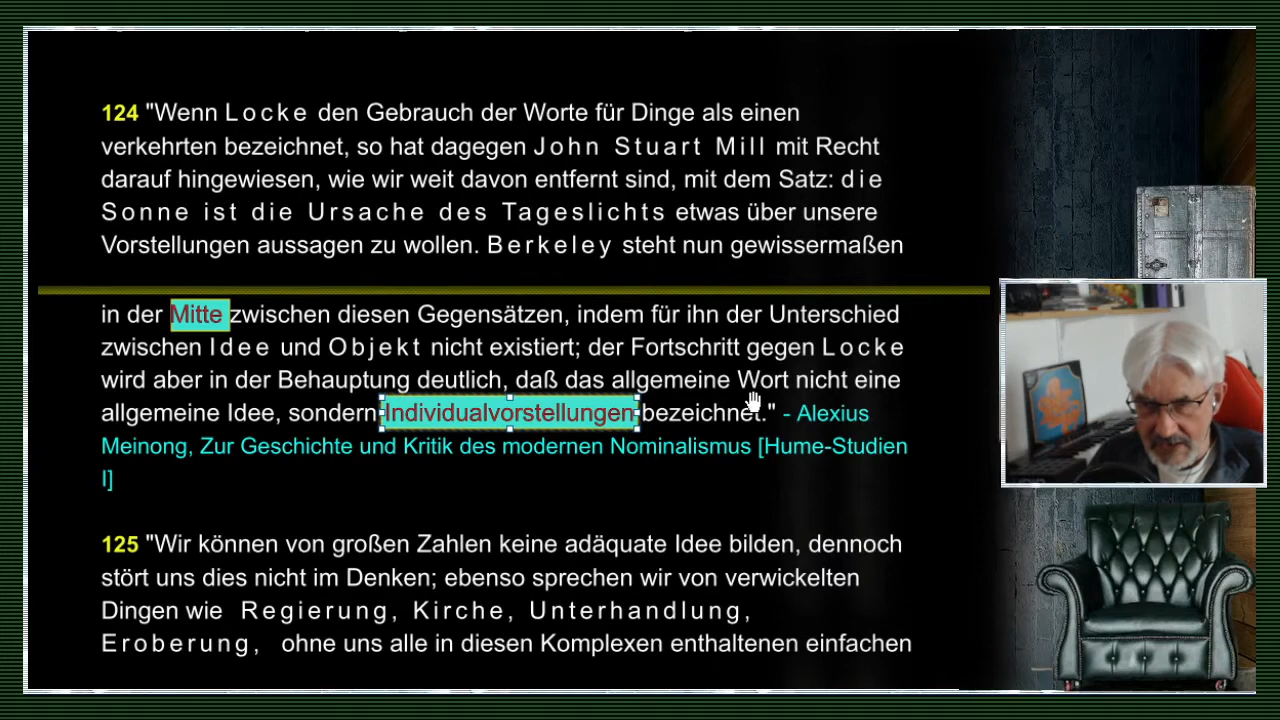 124 "Wenn Locke den Gebrauch der Worte für Dinge als einen
verkehrten bezeichnet, so hat dagegen John Stuart Mill mit Recht
darauf hingewiesen, wie wir weit davon entfernt sind, mit dem Satz: die
Sonne ist die Ursache des Tageslichts etwas über unsere
Vorstellungen aussagen zu wollen. Berkeley steht nun gewissermaßen
in der Mitte zwischen diesen Gegensätzen, indem für ihn der Unterschied
zwischen Idee und Objekt nicht existiert; der Fortschritt gegen Locke
wird aber in der Behauptung deutlich, daß das allgemeine Wort nicht eine
allgemeine Idee, sondern Individualvorstellungen bezeichnet." - Alexius
Meinong, Zur Geschichte und Kritik des modernen Nominalismus [Hume-Studien
I]
125 "Wir können von großen Zahlen keine adäquate Idee bilden, dennoch
stört uns dies nicht im Denken; ebenso sprechen wir von verwickelten
Dingen wie Regierung, Kirche, Unterhandlung,
Eroberung, ohne uns alle in diesen Komplexen enthaltenen einfachen